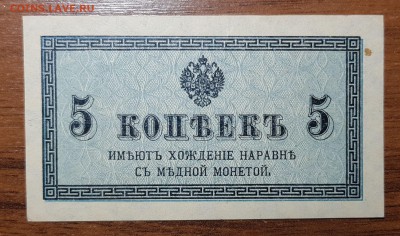 COINS.LAVE.RU
5 КОПѢЕКЪ 5
ИМѢЮТЪ ХОЖДЕНІЕ НАРАВНѢ
СЪ МѢДНОЙ МОНЕТОЙ.